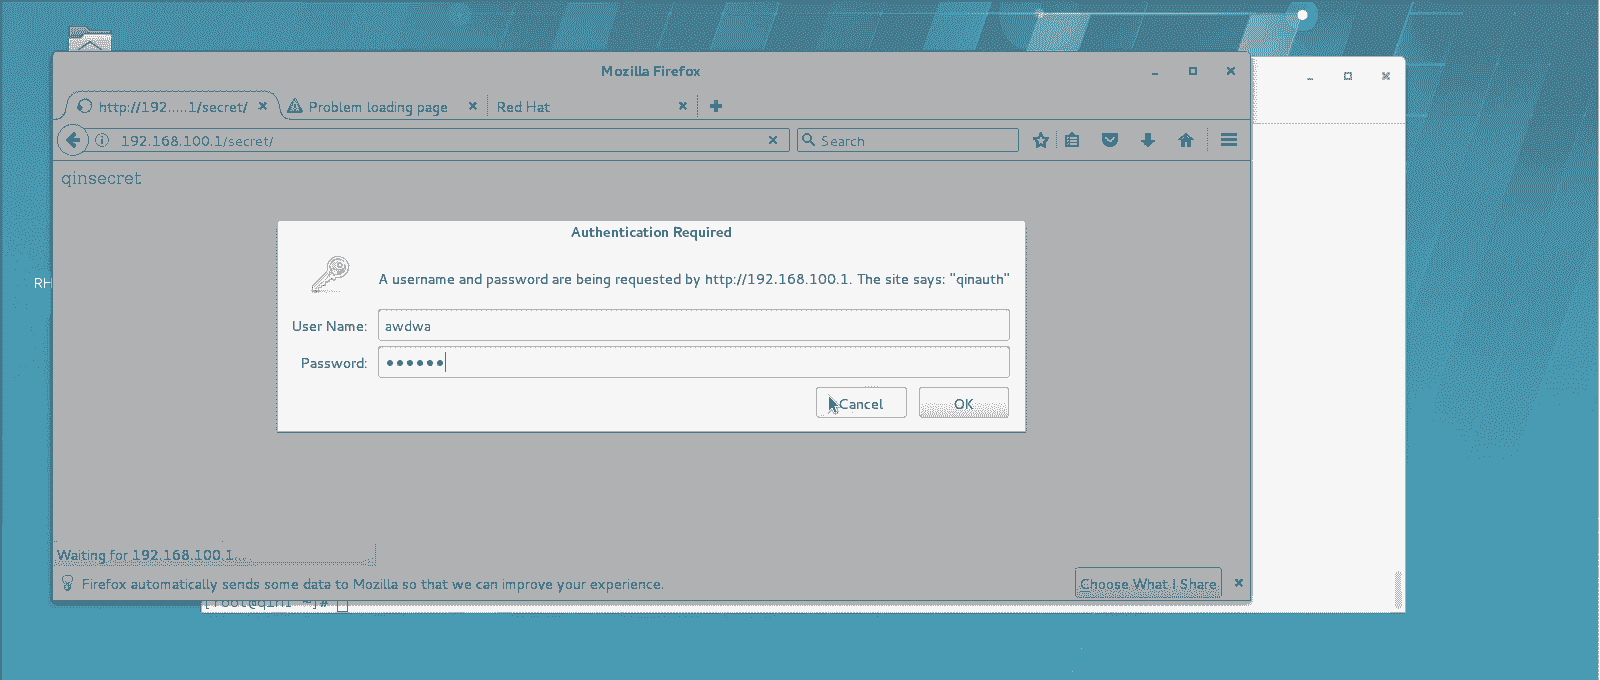 Mozilla Firefox
http://192.....1/secret/ Problem loading page Red Hat
192.168.100.1/secret/ Search
qinsecret
Authentication Required
A username and password are being requested by http://192.168.100.1. The site says: "qinauth"
RH
User Name: awdwa
Password: ••••••
Cancel OK
Waiting for 192.168.100.1...
Firefox automatically sends some data to Mozilla so that we can improve your experience. Choose What I Share
[root@qin1 ~]#